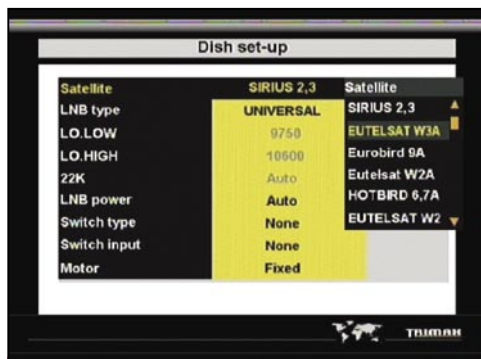 Dish set-up
Satellite SIRIUS 2,3 Satellite
LNB type UNIVERSAL SIRIUS 2,3
LO.LOW 9750 EUTELSAT W3A
LO.HIGH 10600 Eurobird 9A
22K Auto Eutelsat W2A
LNB power Auto HOTBIRD 6,7A
Switch type None EUTELSAT W2
Switch input None
Motor Fixed
TRIMAX